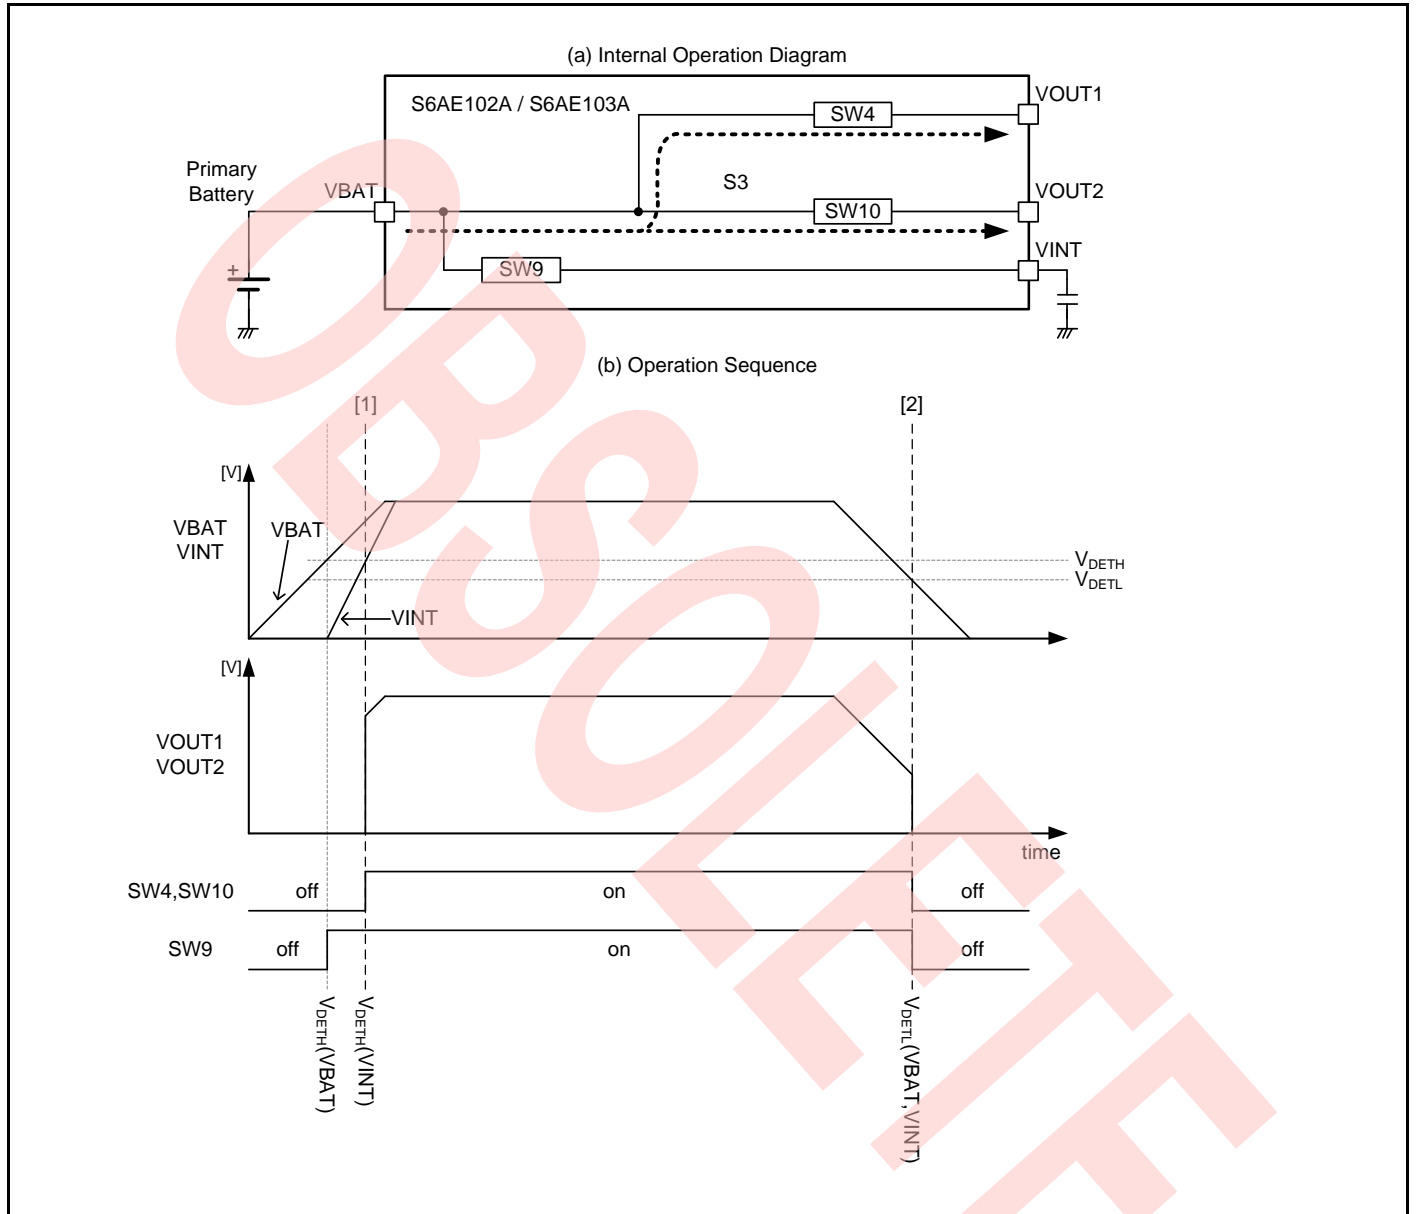 (a) Internal Operation Diagram
S6AE102A / S6AE103A
VOUT1
SW4
Primary
Battery
VBAT
S3
VOUT2
SW10
VINT
SW9
+
(b) Operation Sequence
[1]
[2]
[V]
VBAT
VINT
VBAT
VDETH
VDETL
VINT
[V]
VOUT1
VOUT2
time
SW4,SW10
off
on
off
SW9
off
on
off
VDETH(VBAT)
VDETH(VINT)
VDETL(VBAT, VINT)
OBSOLETE